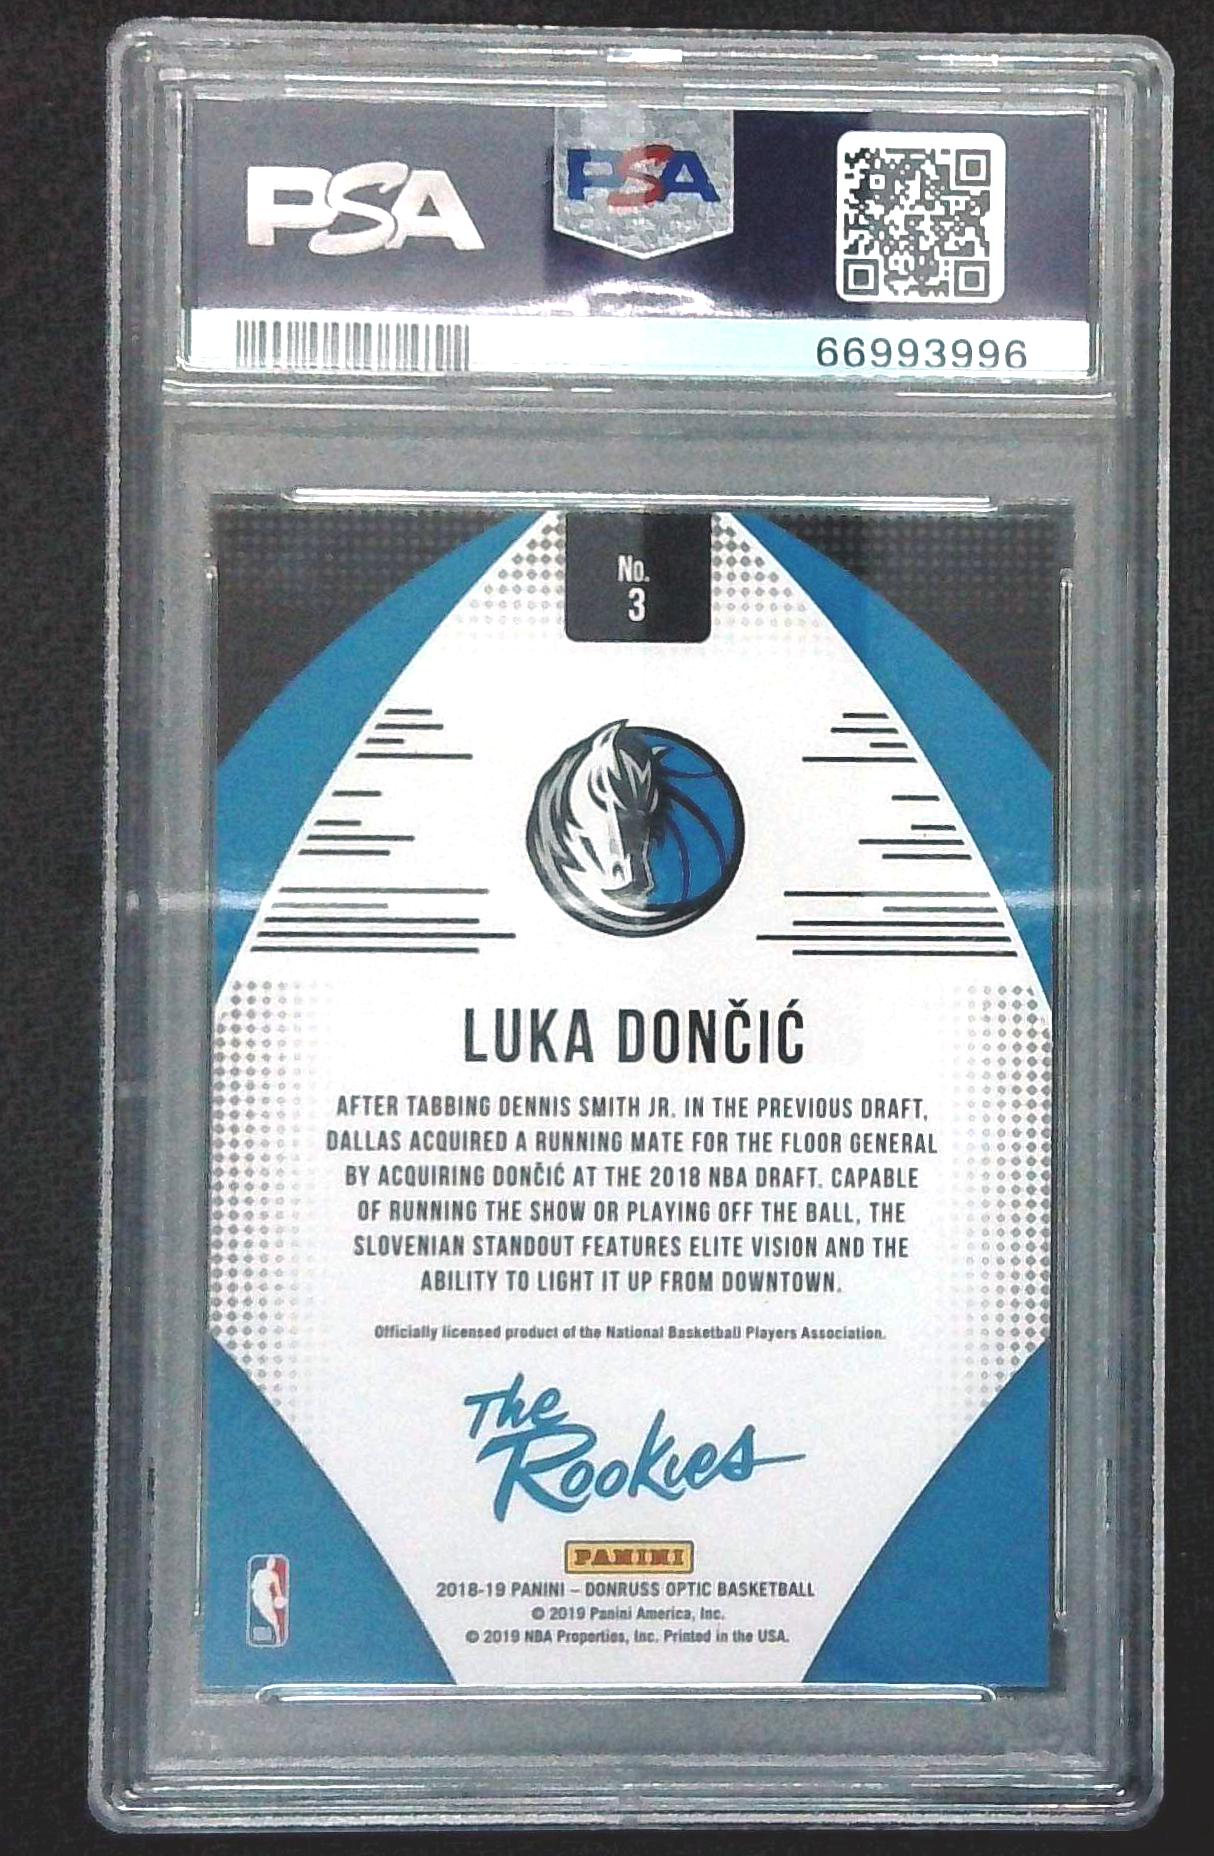 PSA
PSA
66993996
No.
3
LUKA DONČIĆ
AFTER TABBING DENNIS SMITH JR. IN THE PREVIOUS DRAFT,
DALLAS ACQUIRED A RUNNING MATE FOR THE FLOOR GENERAL
BY ACQUIRING DONČIĆ AT THE 2018 NBA DRAFT. CAPABLE
OF RUNNING THE SHOW OR PLAYING OFF THE BALL, THE
SLOVENIAN STANDOUT FEATURES ELITE VISION AND THE
ABILITY TO LIGHT IT UP FROM DOWNTOWN.
Officially licensed product of the National Basketball Players Association.
The
Rookies
PANINI
2018-19 PANINI – DONRUSS OPTIC BASKETBALL
© 2019 Panini America, Inc.
© 2019 NBA Properties, Inc. Printed in the USA.